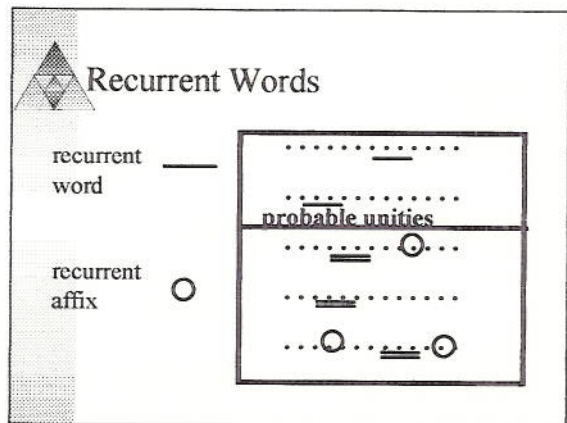 Recurrent Words
recurrent
word
probable unities
recurrent
affix